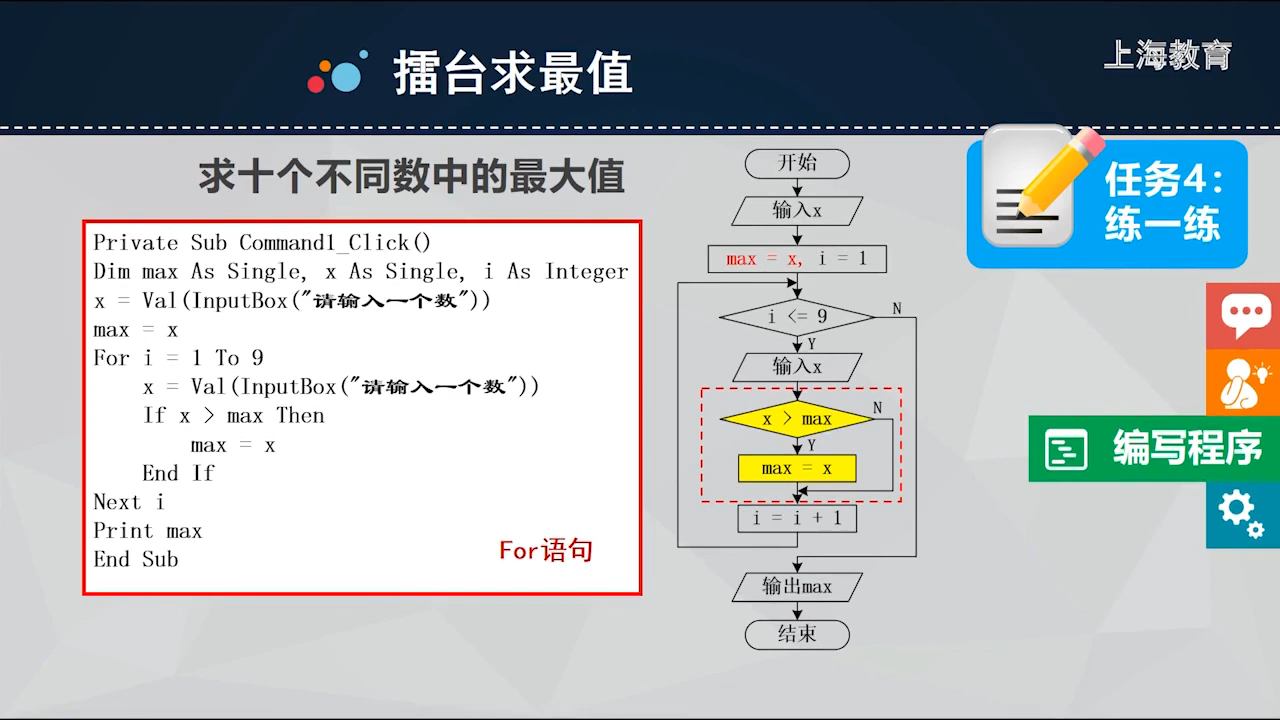 擂台求最值
上海教育
求十个不同数中的最大值
Private Sub Command1_Click()
Dim max As Single, x As Single, i As Integer
x = Val(InputBox("请输入一个数"))
max = x
For i = 1 To 9
x = Val(InputBox("请输入一个数"))
If x > max Then
max = x
End If
Next i
Print max
End Sub
For语句
开始
输入x
max = x, i = 1
i <= 9
N
Y
输入x
x > max
N
Y
max = x
i = i + 1
输出max
结束
任务4:
练一练
编写程序